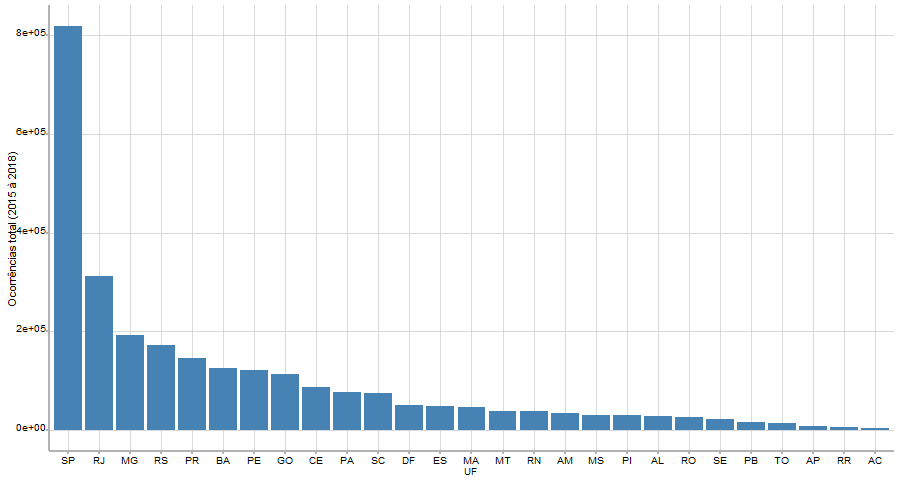 Ocorrências total (2015 à 2018)
8e+05
6e+05
4e+05
2e+05
0e+00
SP RJ MG RS PR BA PE GO CE PA SC DF ES MA MT RN AM MS PI AL RO SE PB TO AP RR AC
UF